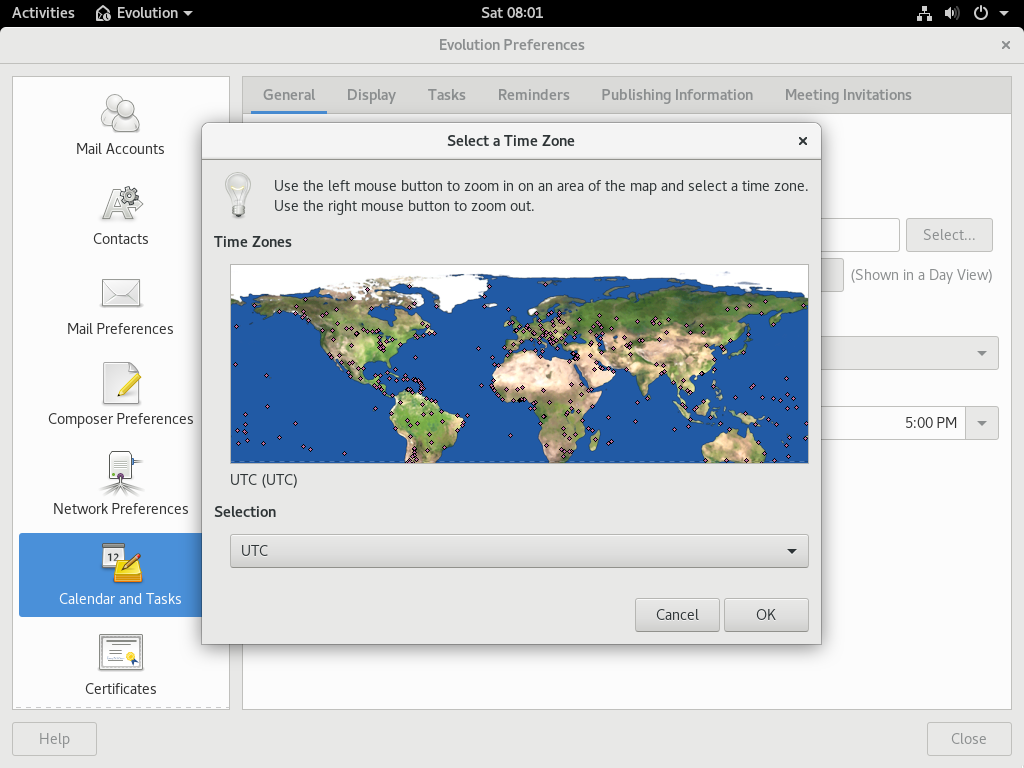 Activities
Evolution
Sat 08:01
Evolution Preferences
Mail Accounts
Contacts
Mail Preferences
Composer Preferences
Network Preferences
12
Calendar and Tasks
Certificates
General
Display
Tasks
Reminders
Publishing Information
Meeting Invitations
Select...
(Shown in a Day View)
5:00 PM
Select a Time Zone
Use the left mouse button to zoom in on an area of the map and select a time zone.
Use the right mouse button to zoom out.
Time Zones
UTC (UTC)
Selection
UTC
Cancel
OK
Help
Close